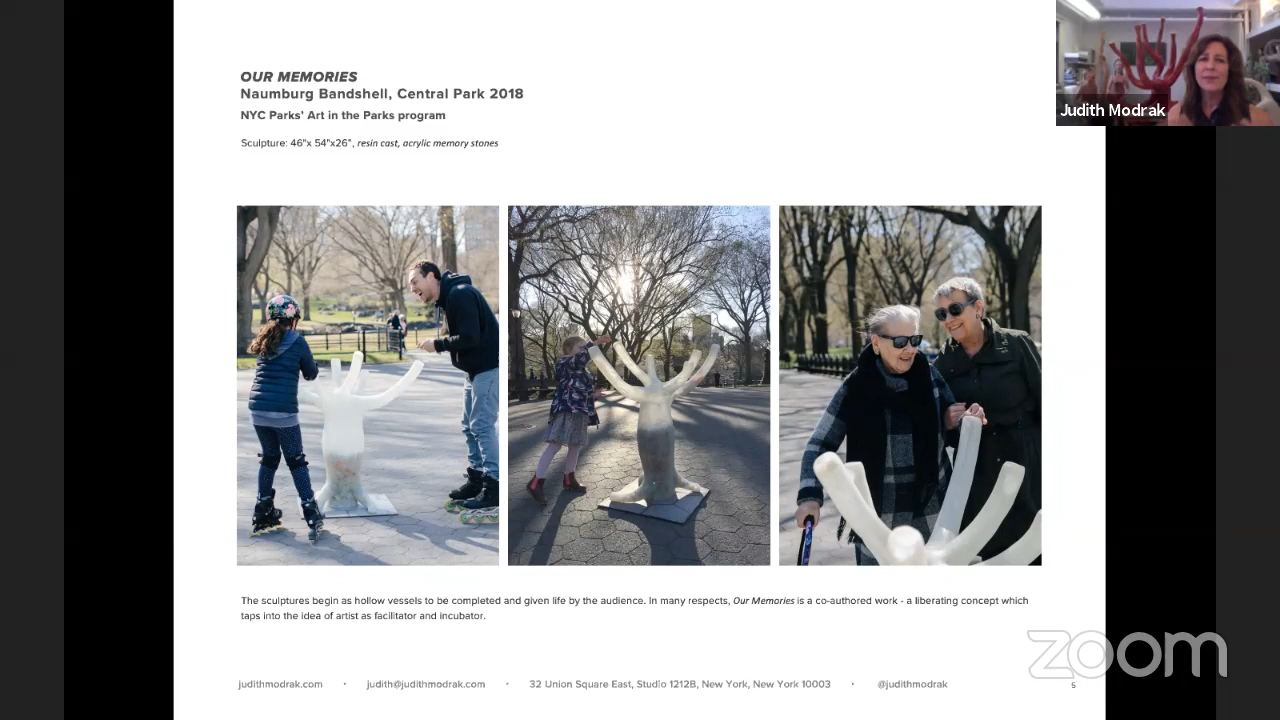 OUR MEMORIES
Naumburg Bandshell, Central Park 2018
NYC Parks' Art in the Parks program
Sculpture: 46"x 54"x26", resin cast, acrylic memory stones
Judith Modrak
The sculptures begin as hollow vessels to be completed and given life by the audience. In many respects, Our Memories is a co-authored work - a liberating concept which
taps into the idea of artist as facilitator and incubator.
zoom
judithmodrak.com • judith@judithmodrak.com • 32 Union Square East, Studio 1212B, New York, New York 10003 • @judithmodrak
5